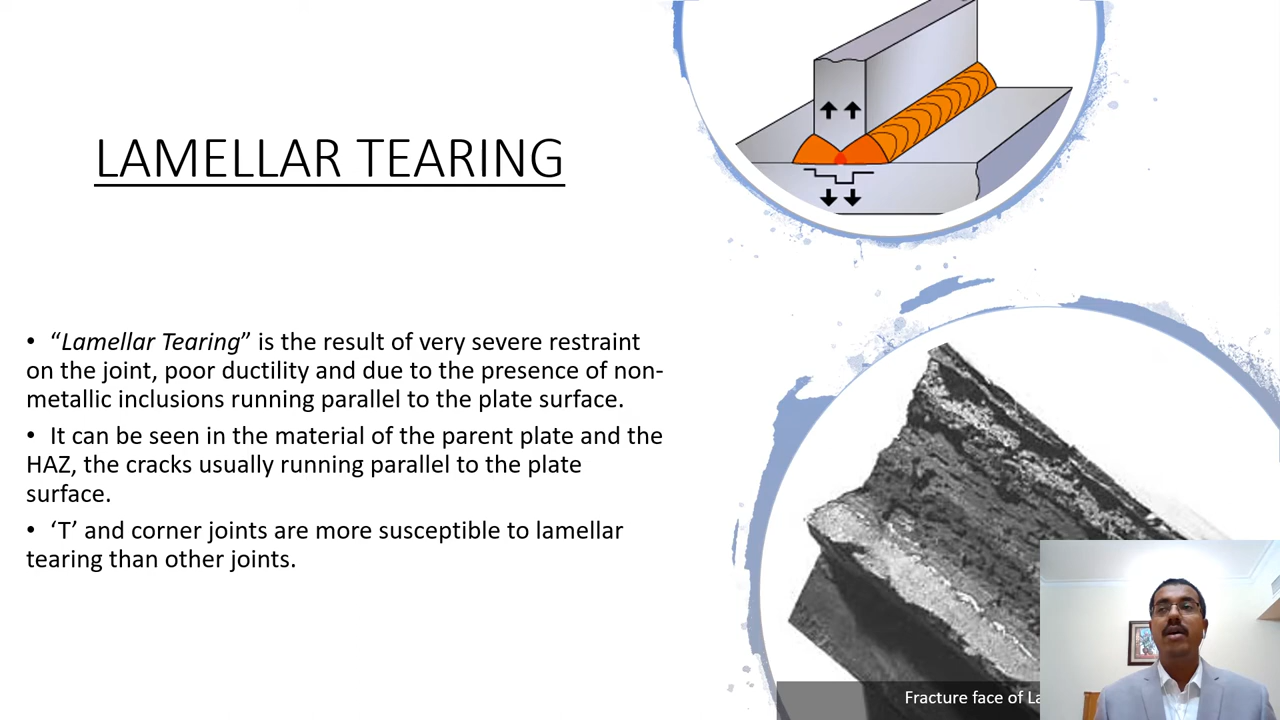 LAMELLAR TEARING
• “Lamellar Tearing” is the result of very severe restraint
on the joint, poor ductility and due to the presence of non-
metallic inclusions running parallel to the plate surface.
• It can be seen in the material of the parent plate and the
HAZ, the cracks usually running parallel to the plate
surface.
• ‘T’ and corner joints are more susceptible to lamellar
tearing than other joints.
Fracture face of